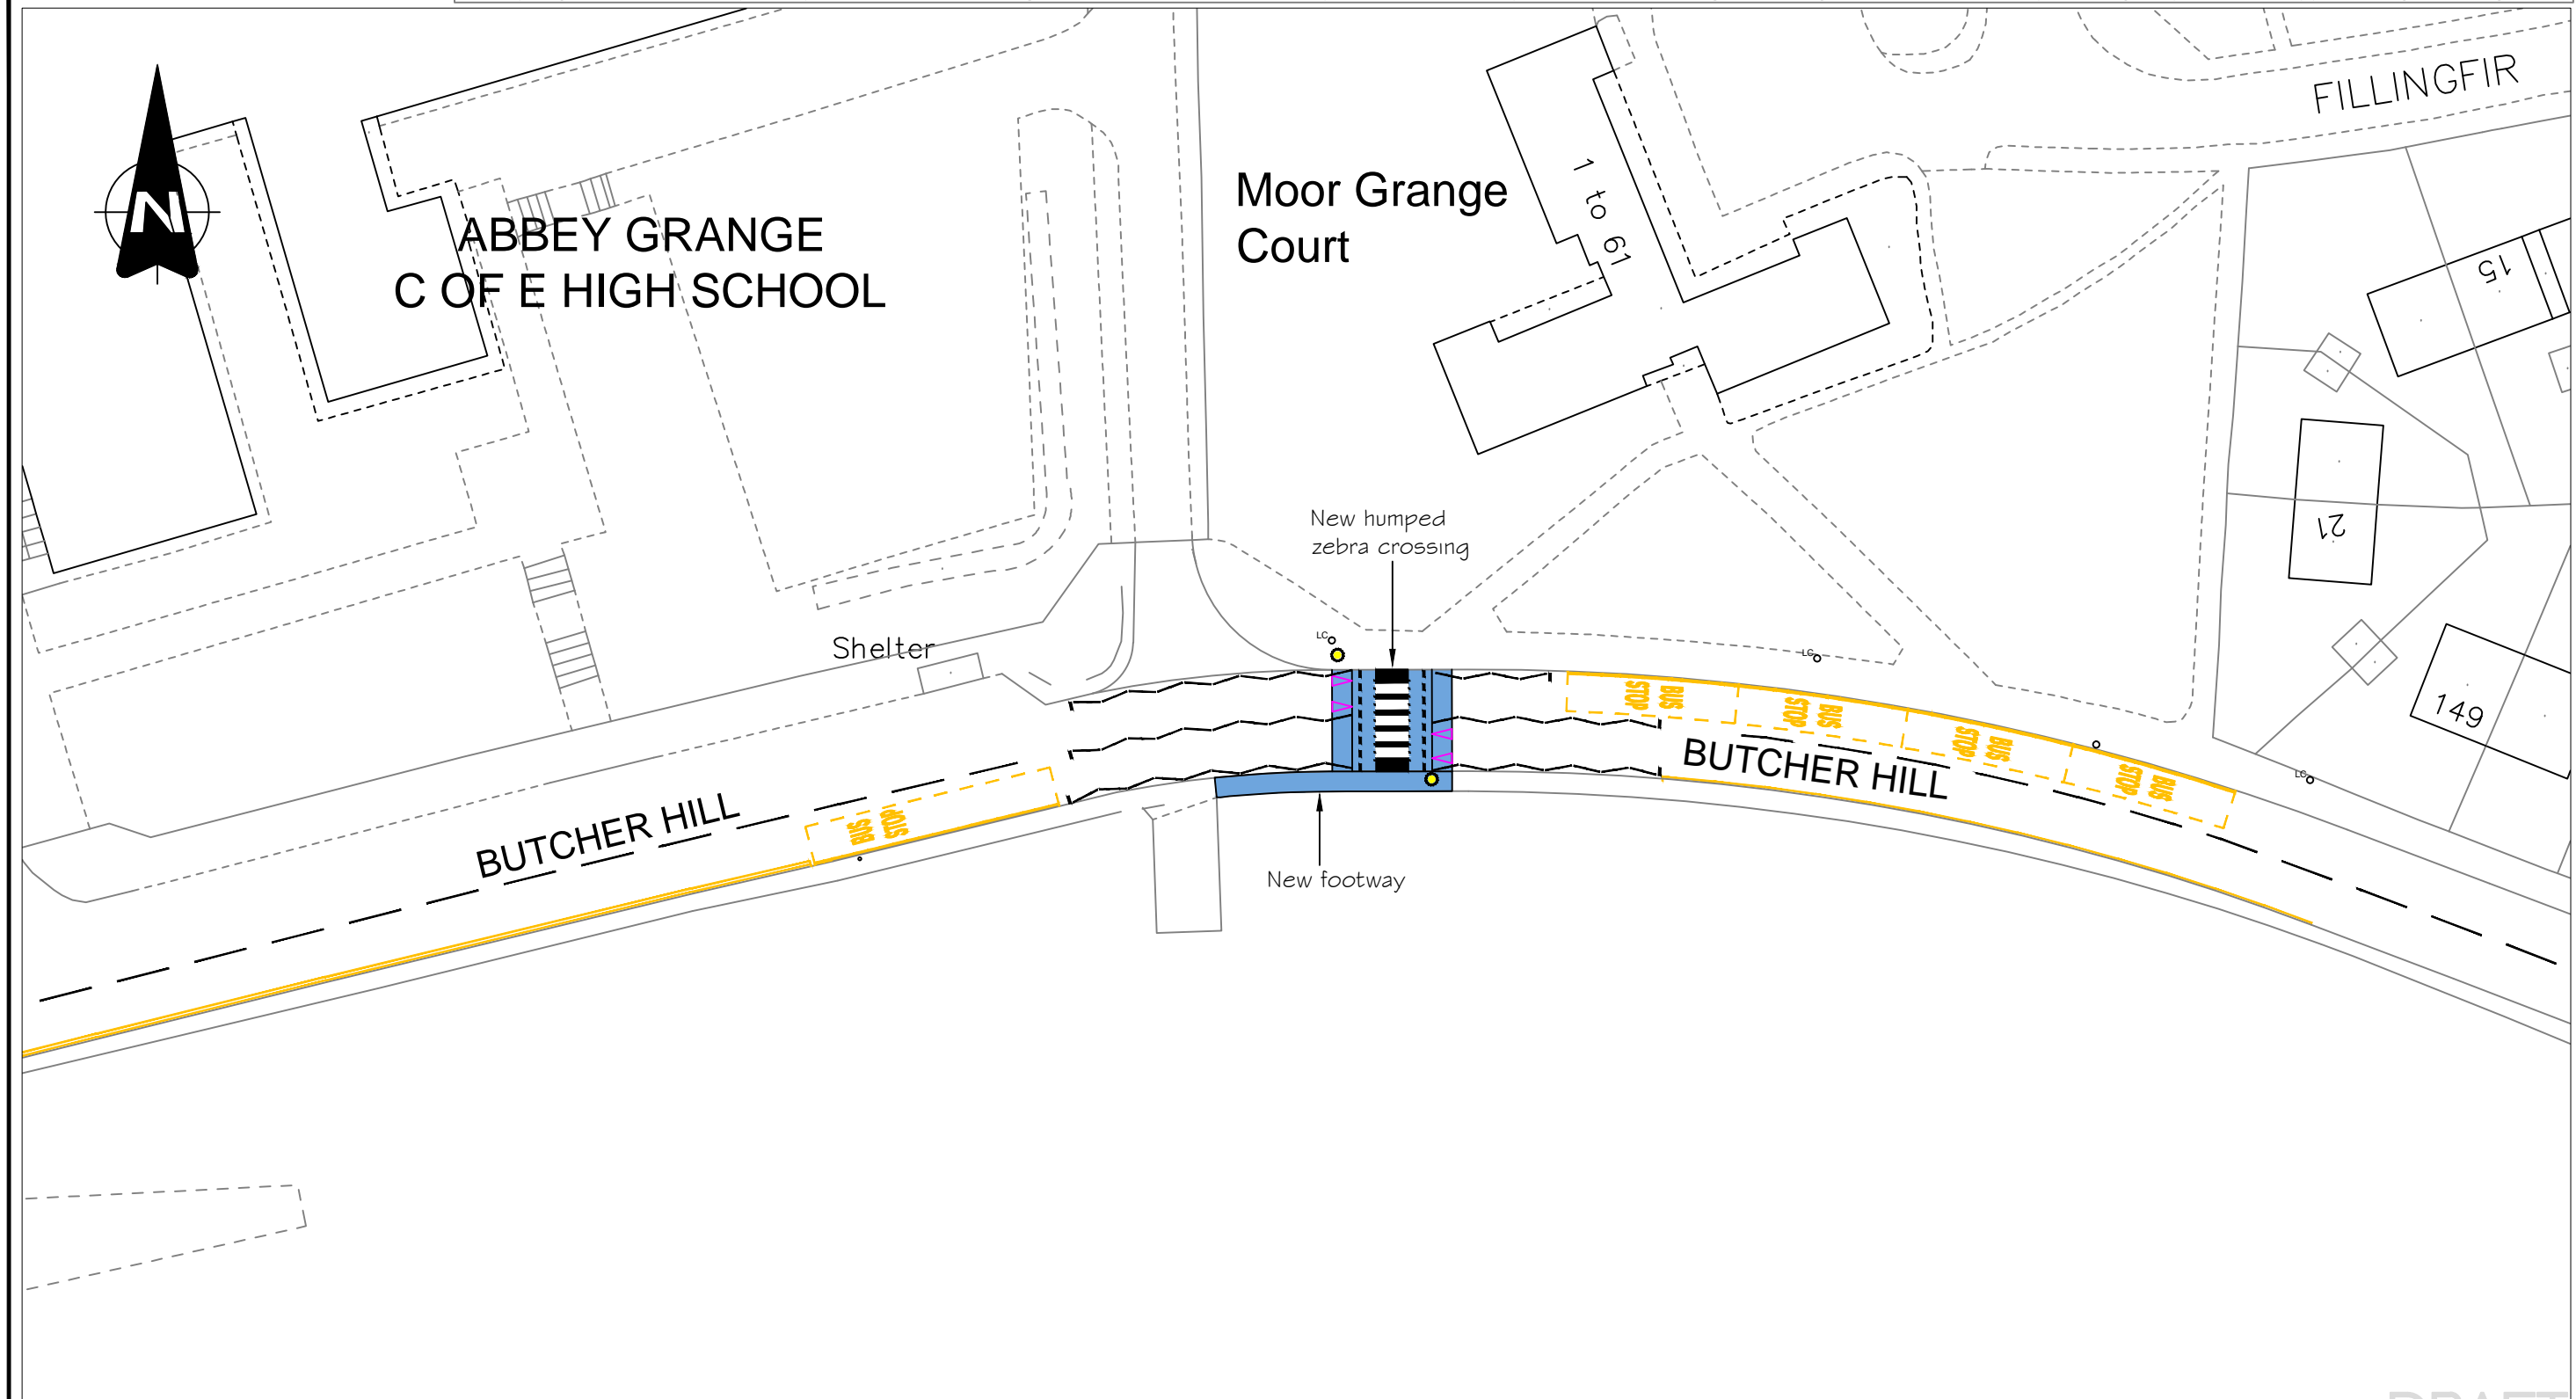 FILLINGFIR
N
Moor Grange
Court
1 to 61
ABBEY GRANGE
C OF E HIGH SCHOOL
15
21
New humped
zebra crossing
LC
Shelter
LC
149
BUS
STOP
BUS
STOP
BUS
STOP
BUS
STOP
BUTCHER HILL
LC
BUTCHER HILL
BUS
STOP
New footway
DRAFT